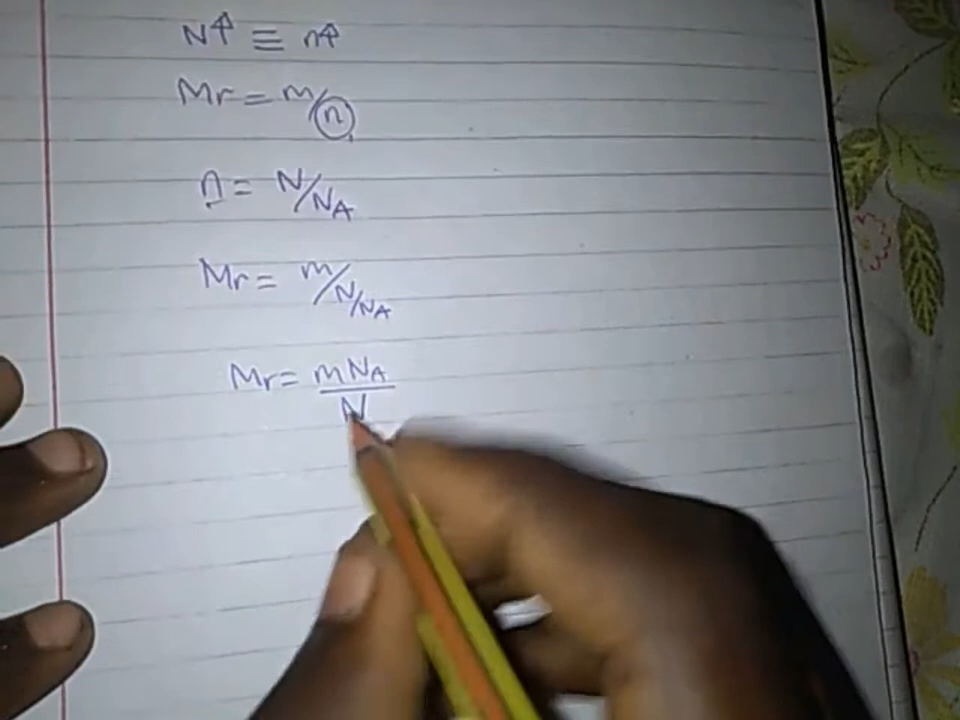 N↑ ≡ n↑
Mr = m/n
n = N/NA
Mr = m/N/NA
Mr = mNA/N